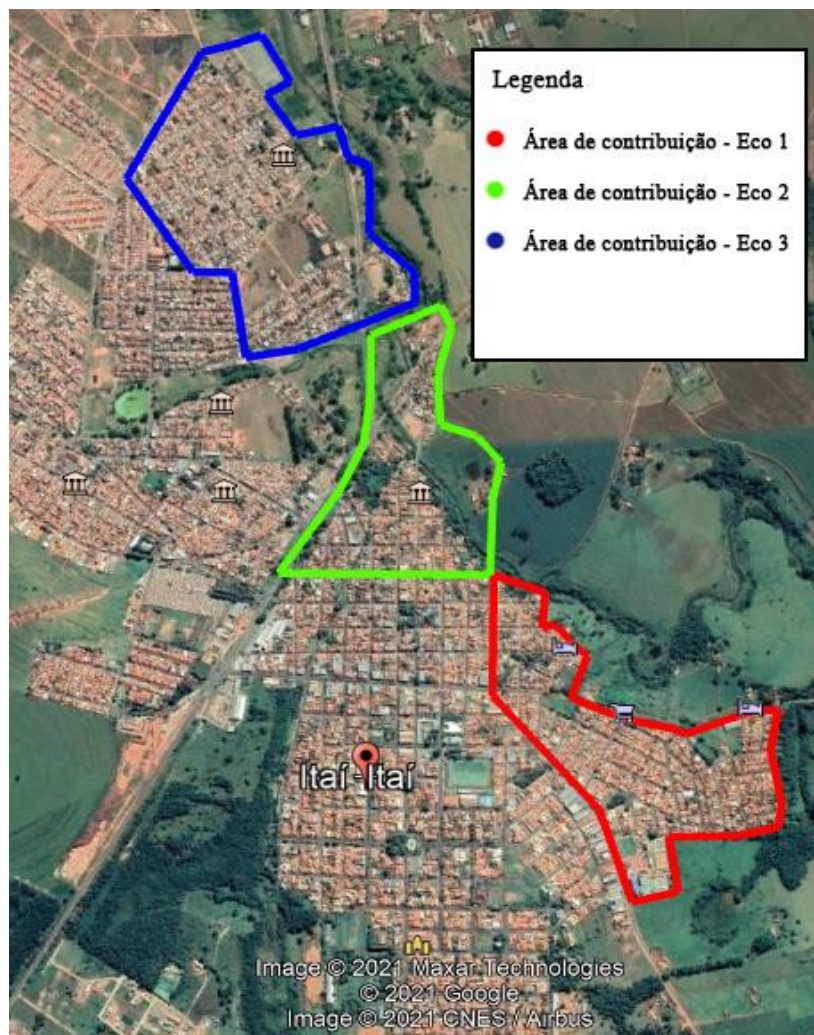 Legenda
Área de contribuição - Eco 1
Área de contribuição - Eco 2
Área de contribuição - Eco 3
Itaí -Itaí
Image © 2021 Maxar Technologies
© 2021 Google
Image © 2021 CNES / Airbus